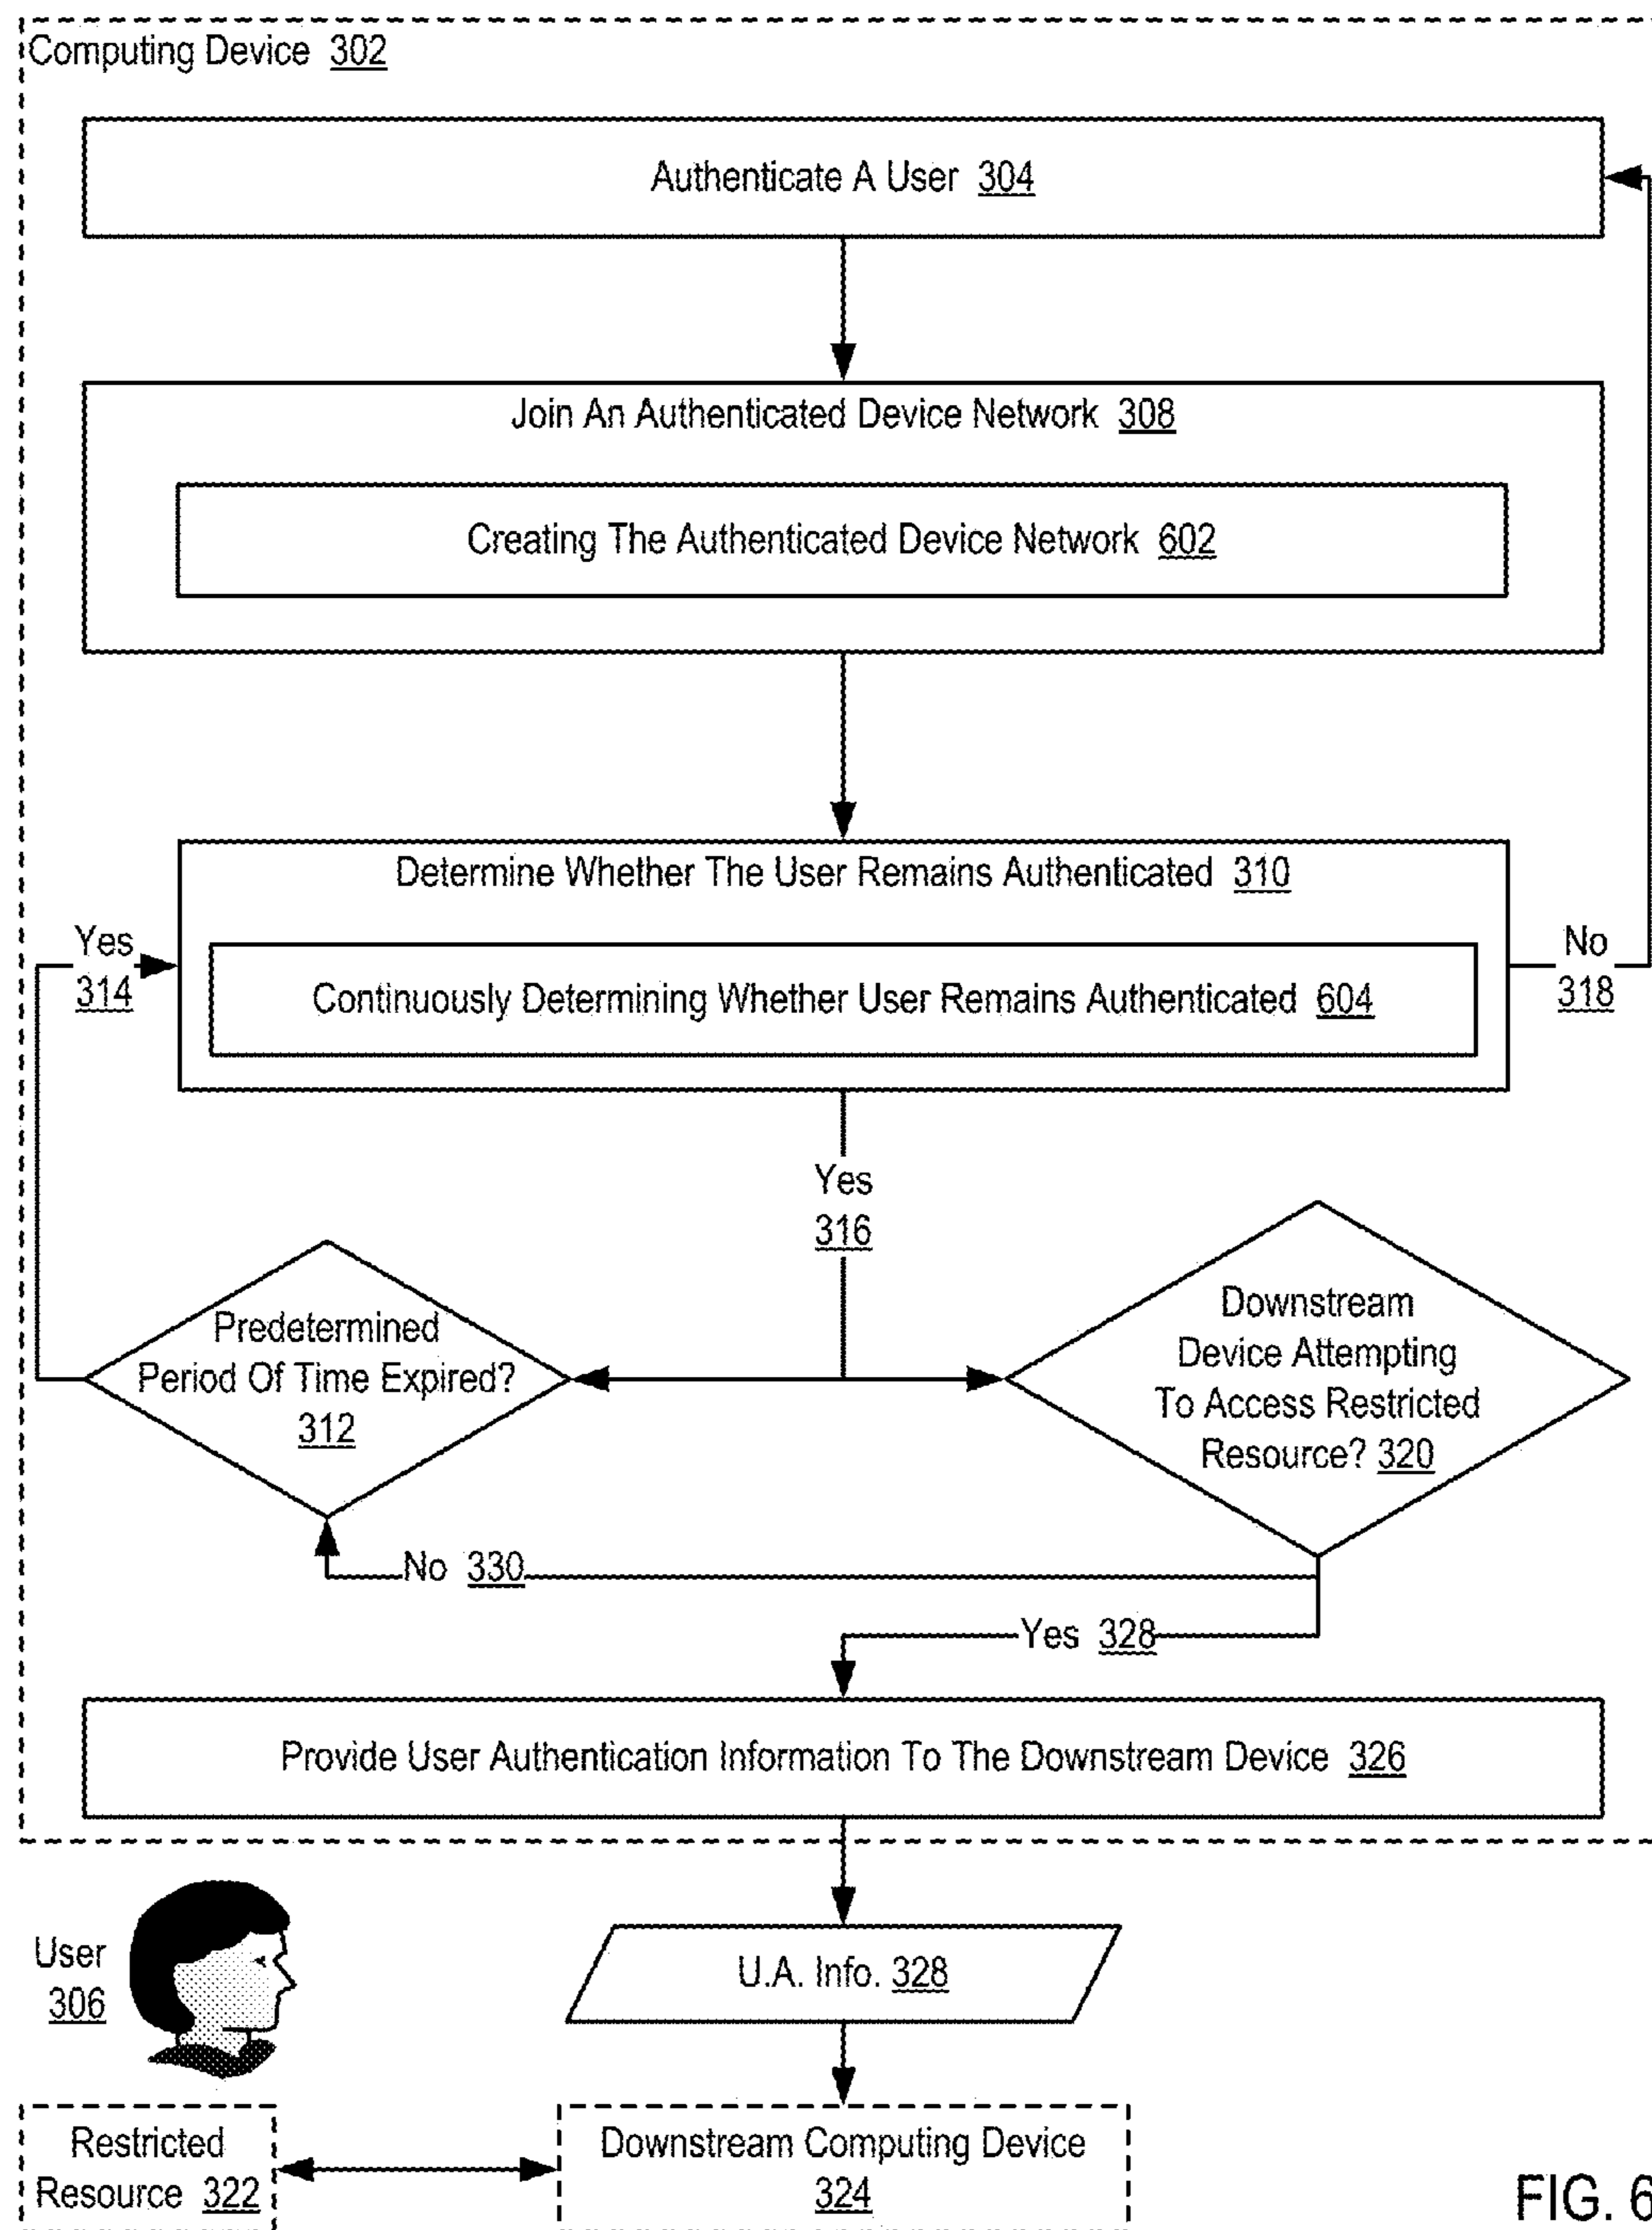 Computing Device 302
Authenticate A User 304
Join An Authenticated Device Network 308
Creating The Authenticated Device Network 602
Determine Whether The User Remains Authenticated 310
Continuously Determining Whether User Remains Authenticated 604
Yes
314
No
318
Yes
316
Predetermined
Period Of Time Expired?
312
Downstream
Device Attempting
To Access Restricted
Resource? 320
No 330
Yes 328
Provide User Authentication Information To The Downstream Device 326
User
306
U.A. Info. 328
Restricted
Resource 322
Downstream Computing Device
324
FIG. 6